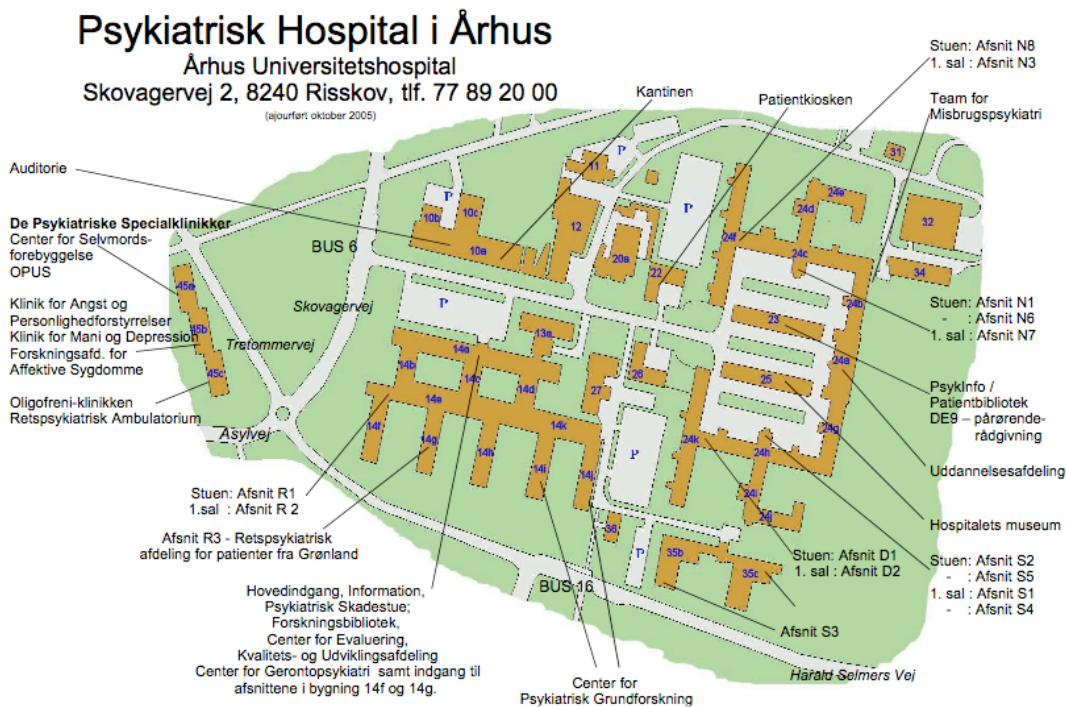 Psykiatrisk Hospital i Århus
Århus Universitetshospital
Skovagervej 2, 8240 Risskov, tlf. 77 89 20 00
(ajourført oktober 2005)
Kantinen
Patientkiosken
Stuen: Afsnit N8
1. sal : Afsnit N3
Team for
Misbrugspsykiatri
Auditorie
De Psykiatriske Specialklinikker
Center for Selvmords-
forebyggelse
OPUS
Klinik for Angst og
Personlighedforstyrrelser
Klinik for Mani og Depression
Forskningsafd. for
Affektive Sygdomme
Oligofreni-klinikken
Retspsykiatrisk Ambulatorium
BUS 6
Skovagervej
Tretommervej
Asylvej
P
P
P
P
P
P
11
10b
10c
10a
12
20a
22
24f
24d
24e
24c
31
32
34
24b
23
24a
25
24g
24h
24i
24j
24k
26
27
13a
14a
14b
14c
14d
14e
14k
14f
14g
14h
14i
14j
36
35b
35c
45a
45b
45c
Stuen: Afsnit N1
- : Afsnit N6
1. sal : Afsnit N7
PsykInfo /
Patientbibliotek
DE9 – pårørende-
rådgivning
Uddannelsesafdeling
Hospitalets museum
Stuen: Afsnit S2
- : Afsnit S5
1. sal : Afsnit S1
- : Afsnit S4
Stuen: Afsnit D1
1. sal : Afsnit D2
Afsnit S3
Stuen: Afsnit R1
1.sal : Afsnit R 2
Afsnit R3 - Retspsykiatrisk
afdeling for patienter fra Grønland
Hovedindgang, Information,
Psykiatrisk Skadestue;
Forskningsbibliotek,
Center for Evaluering,
Kvalitets- og Udviklingsafdeling
Center for Gerontopsykiatri samt indgang til
afsnittene i bygning 14f og 14g.
BUS 16
Center for
Psykiatrisk Grundforskning
Harald Selmers Vej